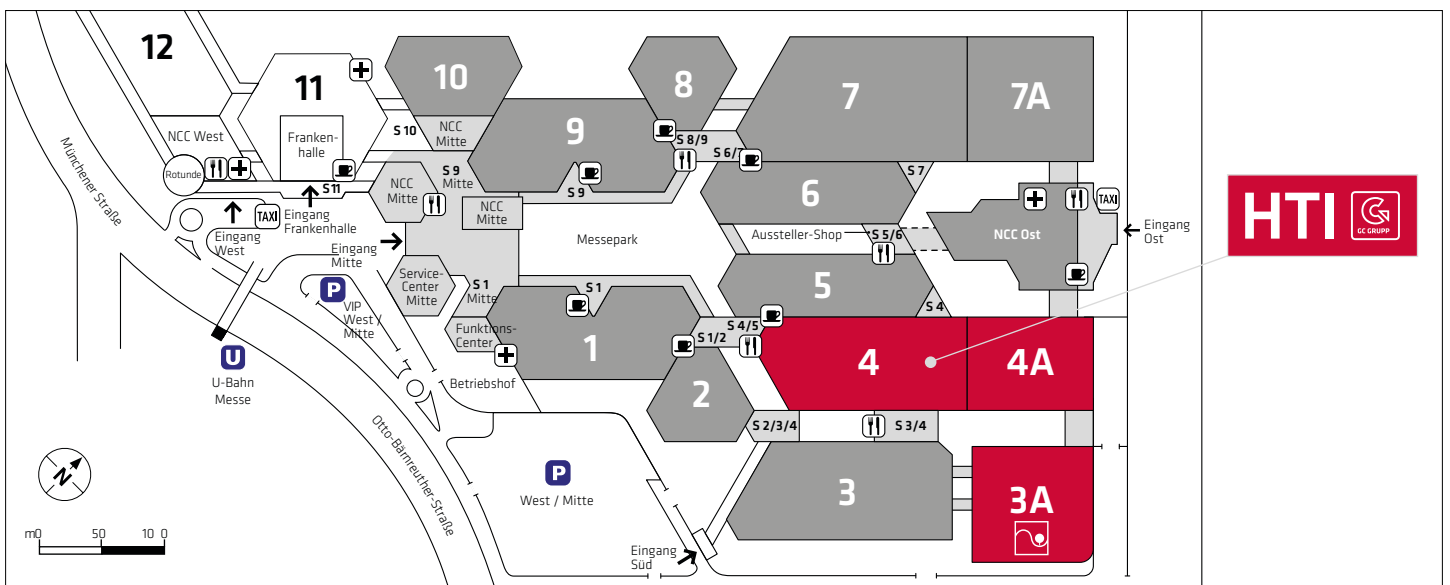 12
11
10
8
7
7A
NCC West
Franken-
halle
S 10
NCC
Mitte
9
S 8/9
S 6/7
Rotunde
S11
NCC
Mitte
S 9
Mitte
S 9
6
S 7
NCC
Mitte
TAXI
Eingang
West
Eingang
Frankenhalle
Eingang
Mitte
Messepark
Aussteller-Shop
S 5/6
NCC Ost
TAXI
Eingang
Ost
HTI
G
GC GRUPP
Münchener Straße
Service-
Center
Mitte
S 1
Mitte
S 1
5
S 4
P
VIP
West /
Mitte
Funktions-
Center
1
S 4/5
S 1/2
4
4A
U
U-Bahn
Messe
Betriebshof
2
S 2/3/4
S 3/4
Otto-Bärnreuther-Straße
P
West / Mitte
3
3A
N
m0 50 10 0
Eingang
Süd